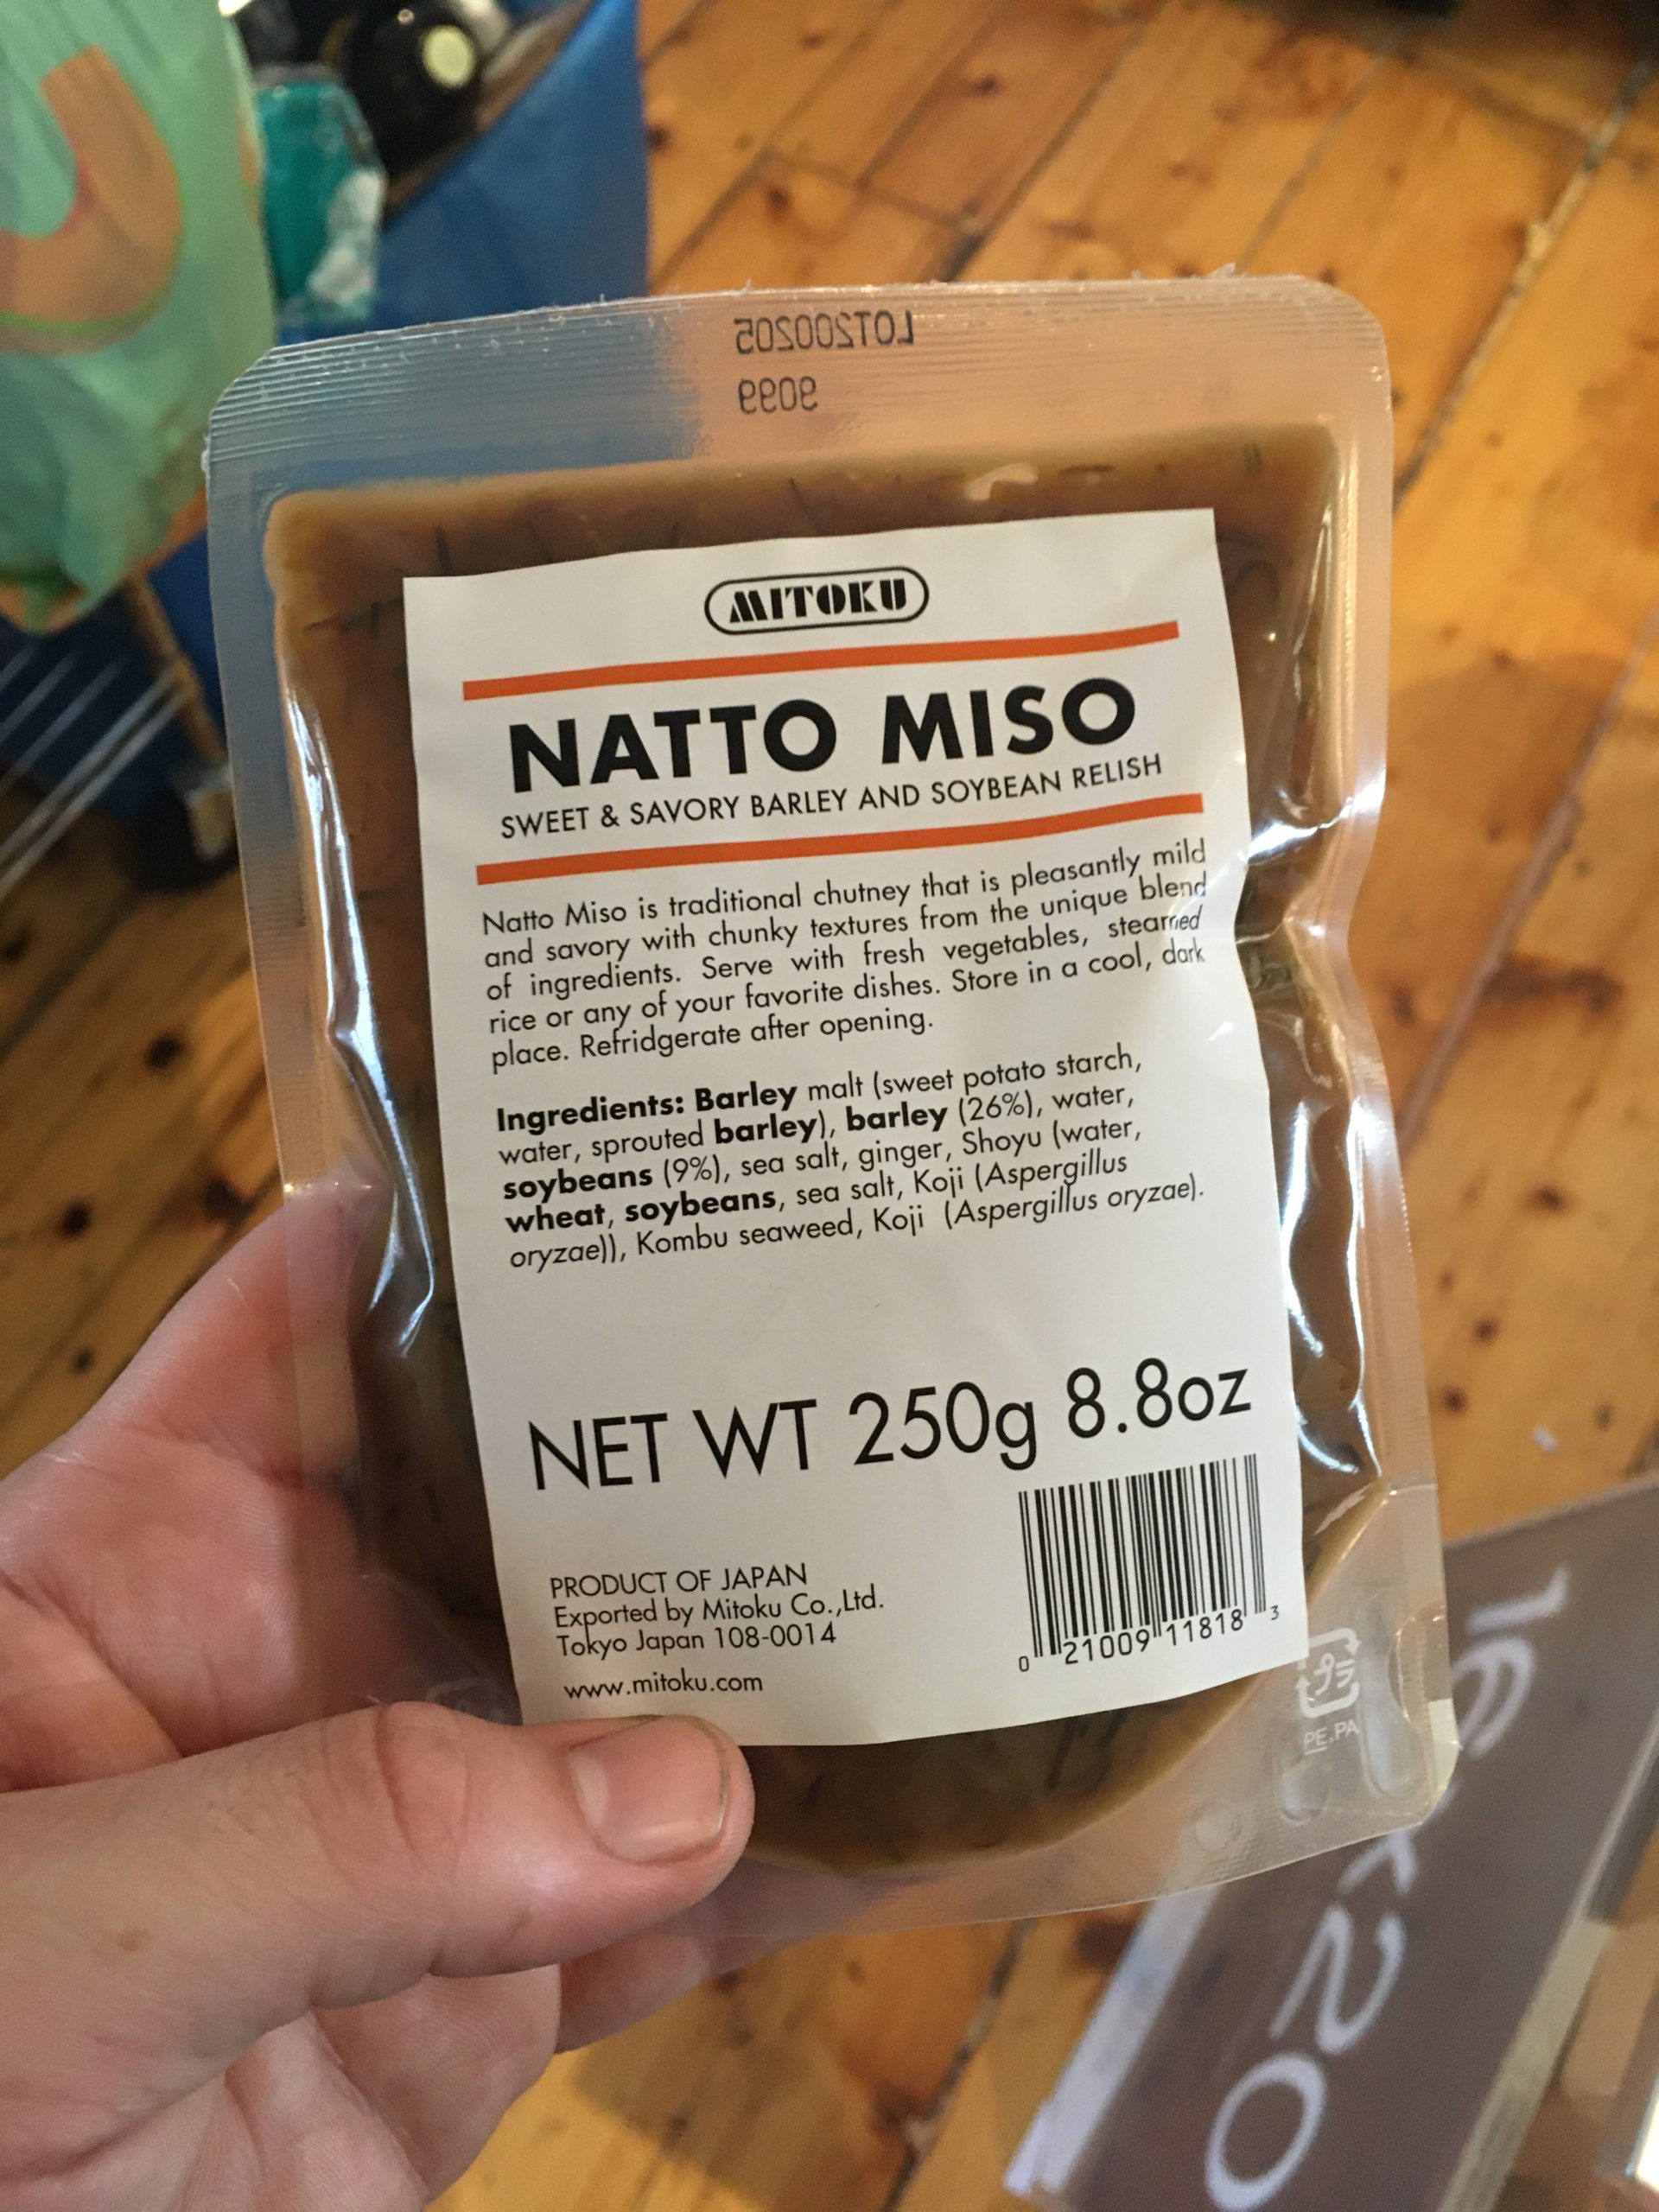 LOT200205
9099
MITOKU
NATTO MISO
SWEET & SAVORY BARLEY AND SOYBEAN RELISH
Natto Miso is traditional chutney that is pleasantly mild
and savory with chunky textures from the unique blend
of ingredients. Serve with fresh vegetables, steamed
rice or any of your favorite dishes. Store in a cool, dark
place. Refridgerate after opening.
Ingredients: Barley malt (sweet potato starch,
water, sprouted barley), barley (26%), water,
soybeans (9%), sea salt, ginger, Shoyu (water,
wheat, soybeans, sea salt, Koji (Aspergillus
oryzae)), Kombu seaweed, Koji (Aspergillus oryzae).
NET WT 250g 8.8oz
PRODUCT OF JAPAN
Exported by Mitoku Co.,Ltd.
Tokyo Japan 108-0014
www.mitoku.com
0 21009 11818 3
プラ
PE.PA